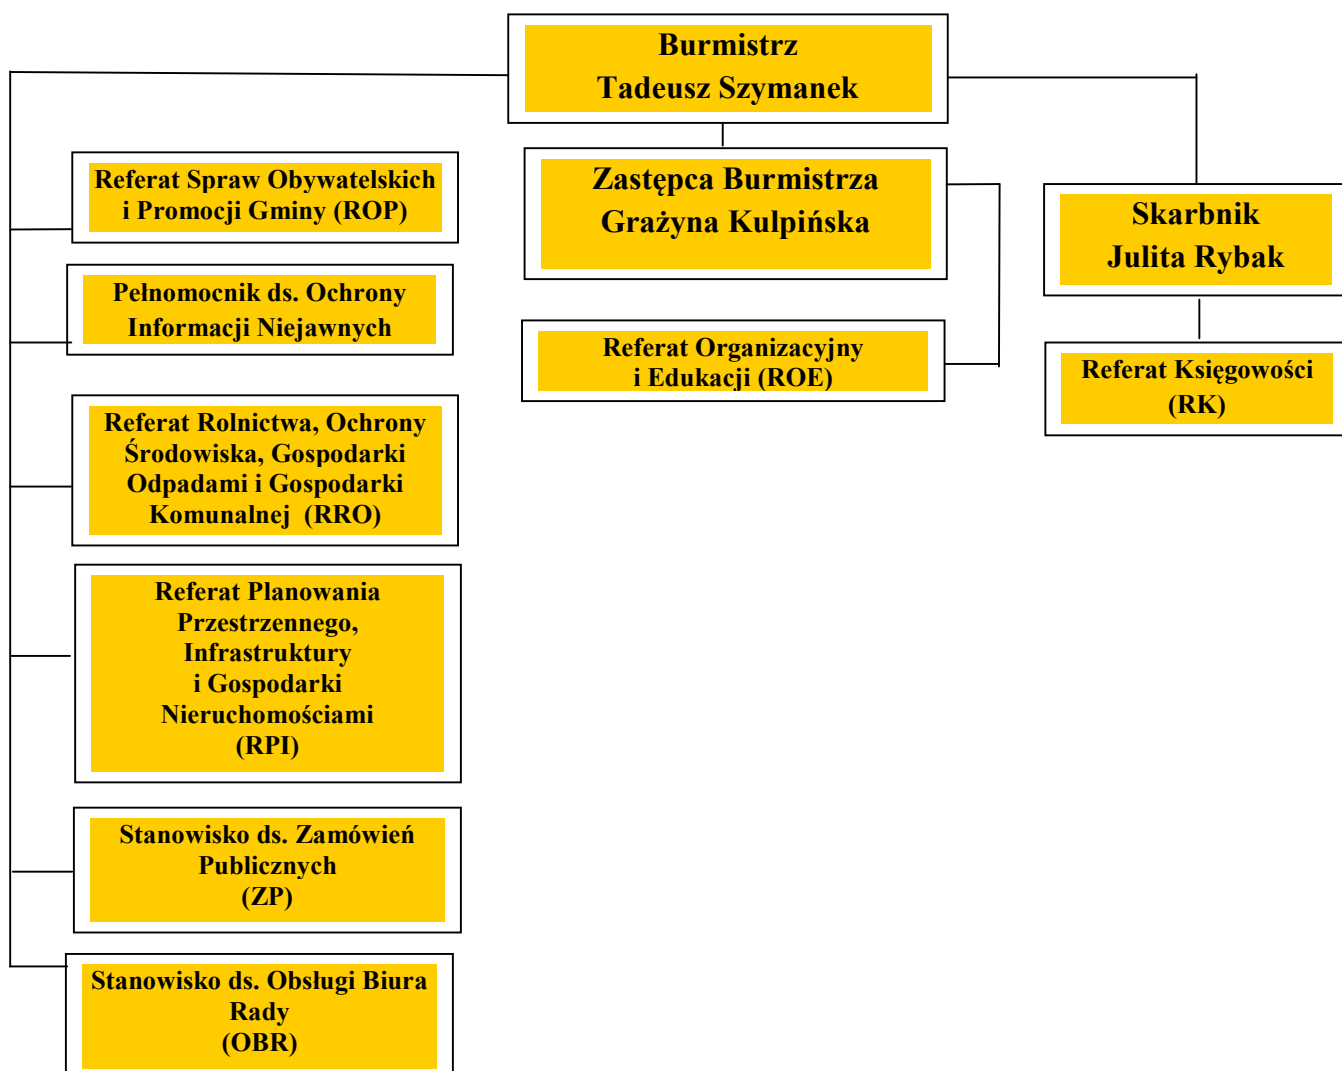 Burmistrz
Tadeusz Szymanek
Zastępca Burmistrza
Grażyna Kulpińska
Skarbnik
Julita Rybak
Referat Spraw Obywatelskich
i Promocji Gminy (ROP)
Pełnomocnik ds. Ochrony
Informacji Niejawnych
Referat Organizacyjny
i Edukacji (ROE)
Referat Księgowości
(RK)
Referat Rolnictwa, Ochrony
Środowiska, Gospodarki
Odpadami i Gospodarki
Komunalnej (RRO)
Referat Planowania
Przestrzennego,
Infrastruktury
i Gospodarki
Nieruchomościami
(RPI)
Stanowisko ds. Zamówień
Publicznych
(ZP)
Stanowisko ds. Obsługi Biura
Rady
(OBR)